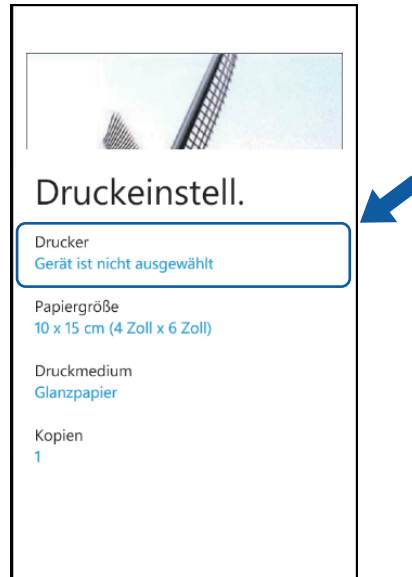 Druckeinstell.
Drucker
Gerät ist nicht ausgewählt
Papiergröße
10 x 15 cm (4 Zoll x 6 Zoll)
Druckmedium
Glanzpapier
Kopien
1